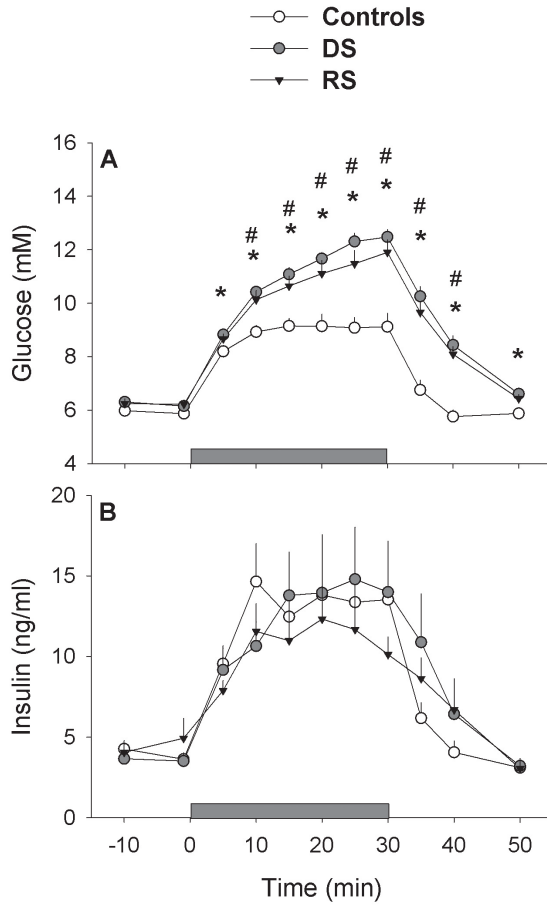 Controls
DS
RS
A
16
14
12
10
8
6
4
Glucose (mM)
# # # # # # #
* * * * * * * * *
B
20
15
10
5
0
Insulin (ng/ml)
-10 0 10 20 30 40 50
Time (min)